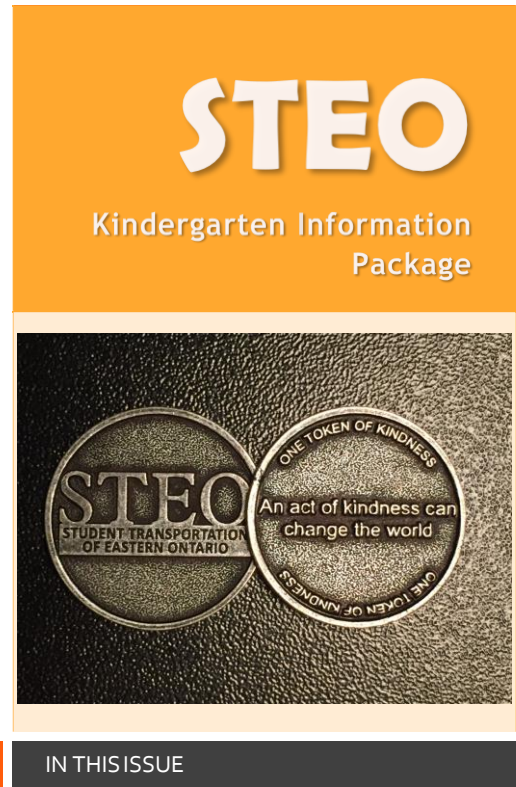 STEO
Kindergarten Information
Package
STEO
STUDENT TRANSPORTATION
OF EASTERN ONTARIO
ONE TOKEN OF KINDNESS
An act of kindness can
change the world
ONE TOKEN OF KINDNESS
IN THIS ISSUE